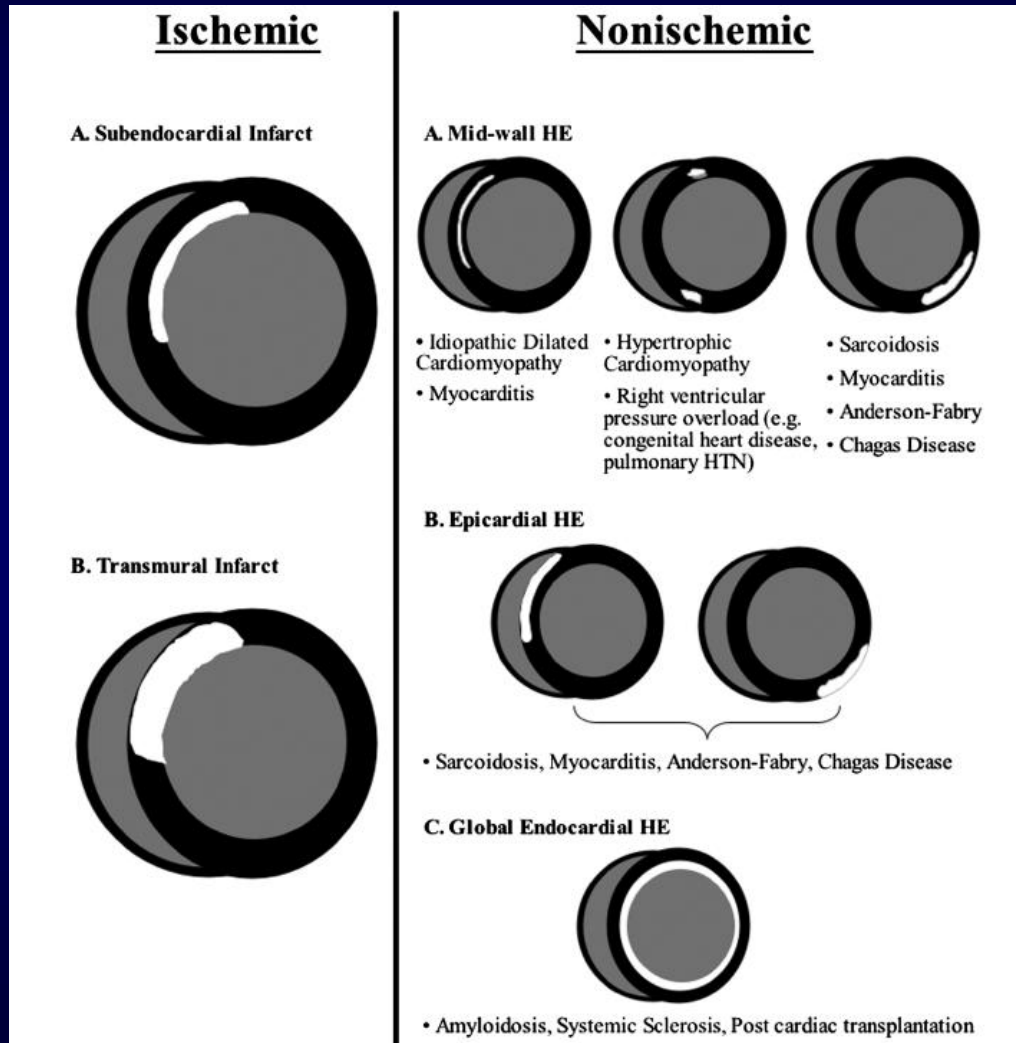 Ischemic
A. Subendocardial Infarct
B. Transmural Infarct
Nonischemic
A. Mid-wall HE
• Idiopathic Dilated
Cardiomyopathy
• Myocarditis
• Hypertrophic
Cardiomyopathy
• Right ventricular
pressure overload (e.g.
congenital heart disease,
pulmonary HTN)
• Sarcoidosis
• Myocarditis
• Anderson-Fabry
• Chagas Disease
B. Epicardial HE
• Sarcoidosis, Myocarditis, Anderson-Fabry, Chagas Disease
C. Global Endocardial HE
• Amyloidosis, Systemic Sclerosis, Post cardiac transplantation